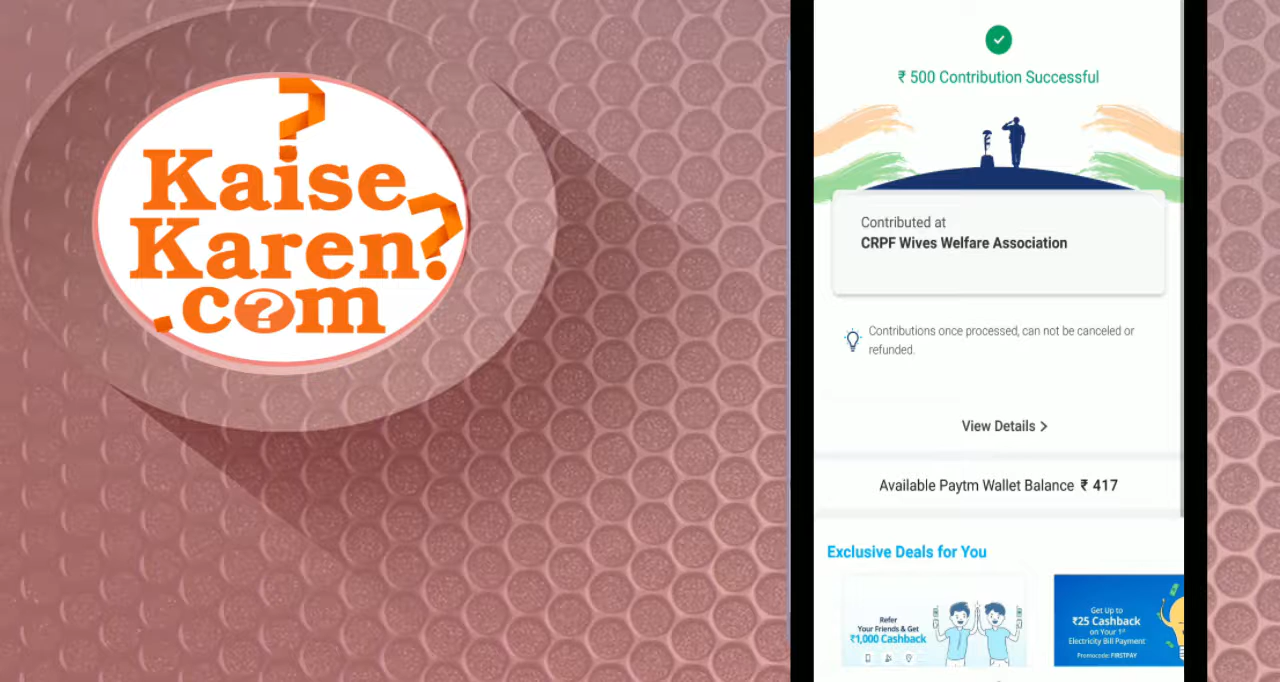 ?
Kaise
Karen?
.com
₹ 500 Contribution Successful
Contributed at
CRPF Wives Welfare Association
Contributions once processed, can not be canceled or
refunded.
View Details >
Available Paytm Wallet Balance ₹ 417
Exclusive Deals for You
Refer
Your Friends & Get
₹1,000 Cashback
Get Up to
₹25 Cashback
on Your 1st
Electricity Bill Payment
Promocode: FIRSTPAY